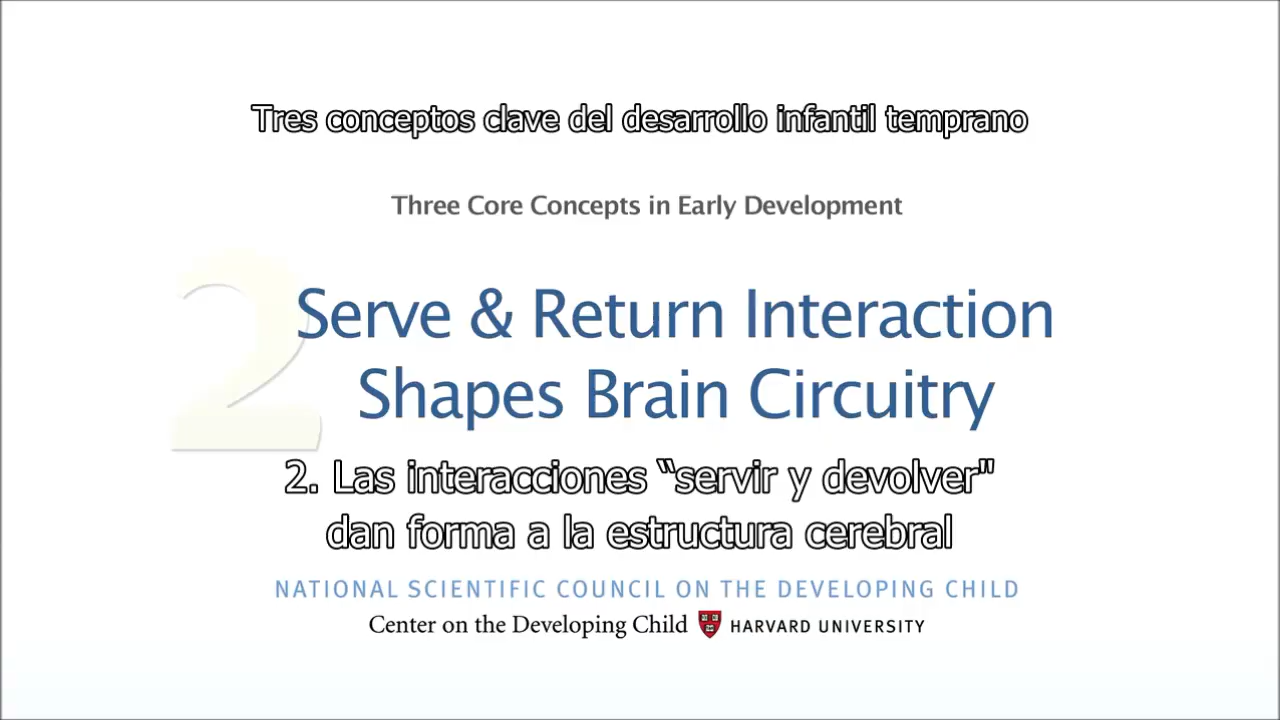 Tres conceptos clave del desarrollo infantil temprano
Three Core Concepts in Early Development
2
Serve & Return Interaction
Shapes Brain Circuitry
2. Las interacciones “servir y devolver"
dan forma a la estructura cerebral
NATIONAL SCIENTIFIC COUNCIL ON THE DEVELOPING CHILD
Center on the Developing Child HARVARD UNIVERSITY